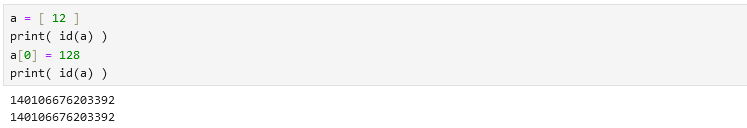 a = [ 12 ]
print( id(a) )
a[0] = 128
print( id(a) )
140106676203392
140106676203392